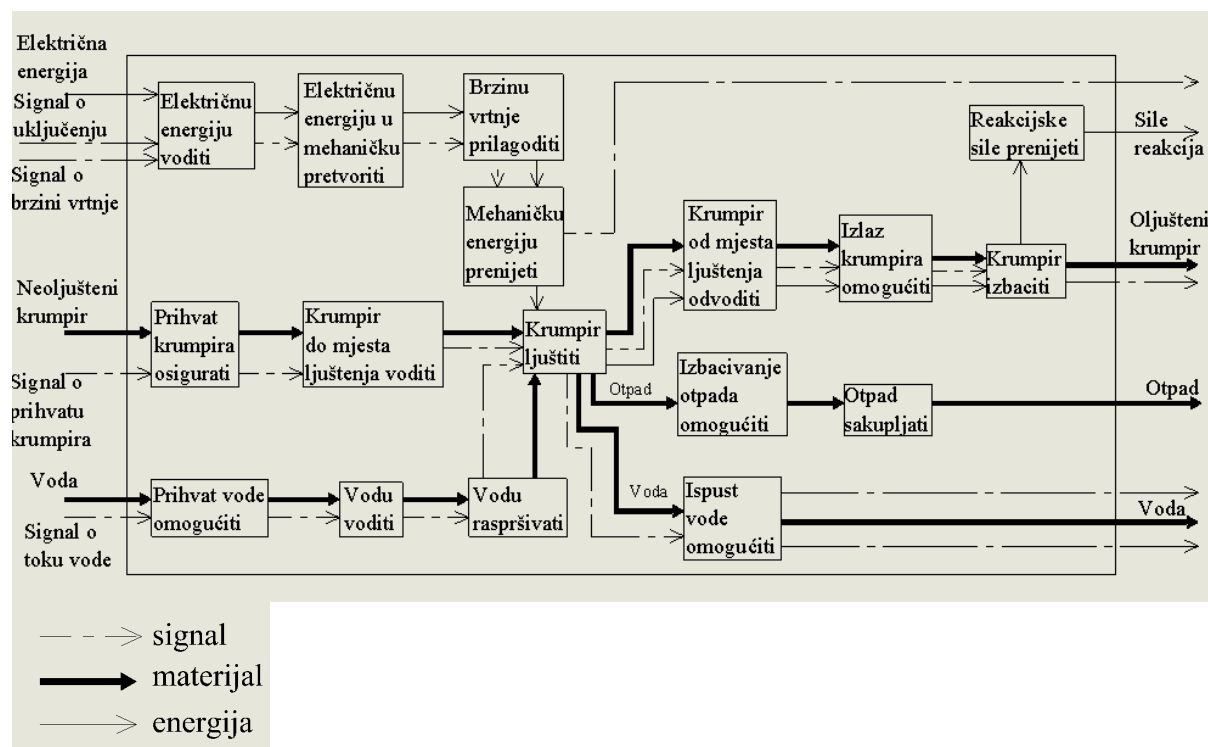 Električna
energija
Signal o
uključenju
Signal o
brzini vrtnje
Električnu
energiju
voditi
Električnu
energiju u
mehaničku
pretvoriti
Brzinu
vrtnje
prilagoditi
Mehaničku
energiju
prenijeti
Reakcijske
sile prenijeti
Sile
reakcija
Neoljušteni
krumpir
Signal o
prihvatu
krumpira
Prihvat
krumpira
osigurati
Krumpir
do mjesta
ljuštenja voditi
Krumpir
ljuštiti
Krumpir
od mjesta
ljuštenja
odvoditi
Izlaz
krumpira
omogućiti
Krumpir
izbaciti
Oljušteni
krumpir
Otpad
Izbacivanje
otpada
omogućiti
Otpad
sakupljati
Otpad
Voda
Signal o
toku vode
Prihvat vode
omogućiti
Vodu
voditi
Vodu
raspršivati
Voda
Ispust
vode
omogućiti
Voda
signal
materijal
energija